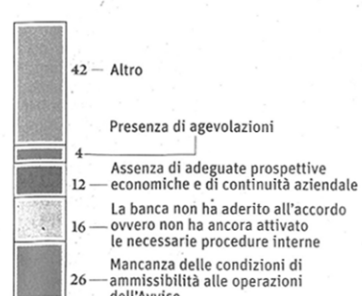 42 — Altro
Presenza di agevolazioni
4
Assenza di adeguate prospettive
12 — economiche e di continuità aziendale
La banca non ha aderito all'accordo
16 — ovvero non ha ancora attivato
le necessarie procedure interne
Mancanza delle condizioni di
26 — ammissibilità alle operazioni
dell'Avviso